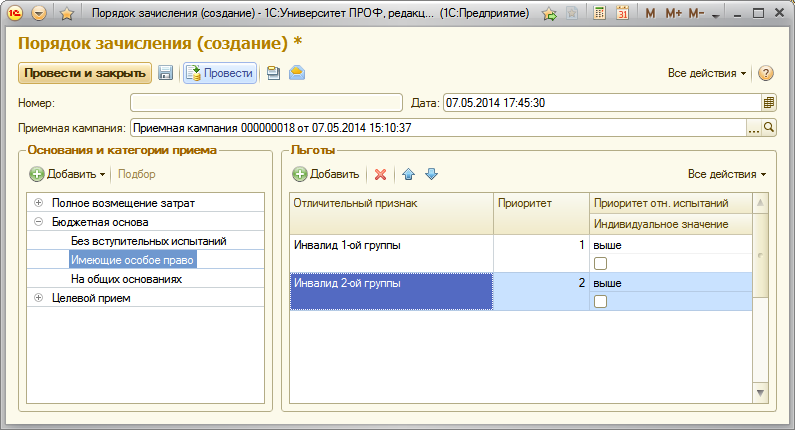 Порядок зачисления (создание) - 1С:Университет ПРОФ, редакц... (1С:Предприятие)
31 M M+ M-
Порядок зачисления (создание) *
Провести и закрыть Провести Все действия ?
Номер: Дата: 07.05.2014 17:45:30
Приемная кампания: Приемная кампания 000000018 от 07.05.2014 15:10:37 ...
Основания и категории приема
Добавить Подбор
Полное возмещение затрат
Бюджетная основа
Без вступительных испытаний
Имеющие особое право
На общих основаниях
Целевой прием
Льготы
Добавить Все действия
Отличительный признак Приоритет Приоритет отн. испытаний
Индивидуальное значение
Инвалид 1-ой группы 1 выше
Инвалид 2-ой группы 2 выше